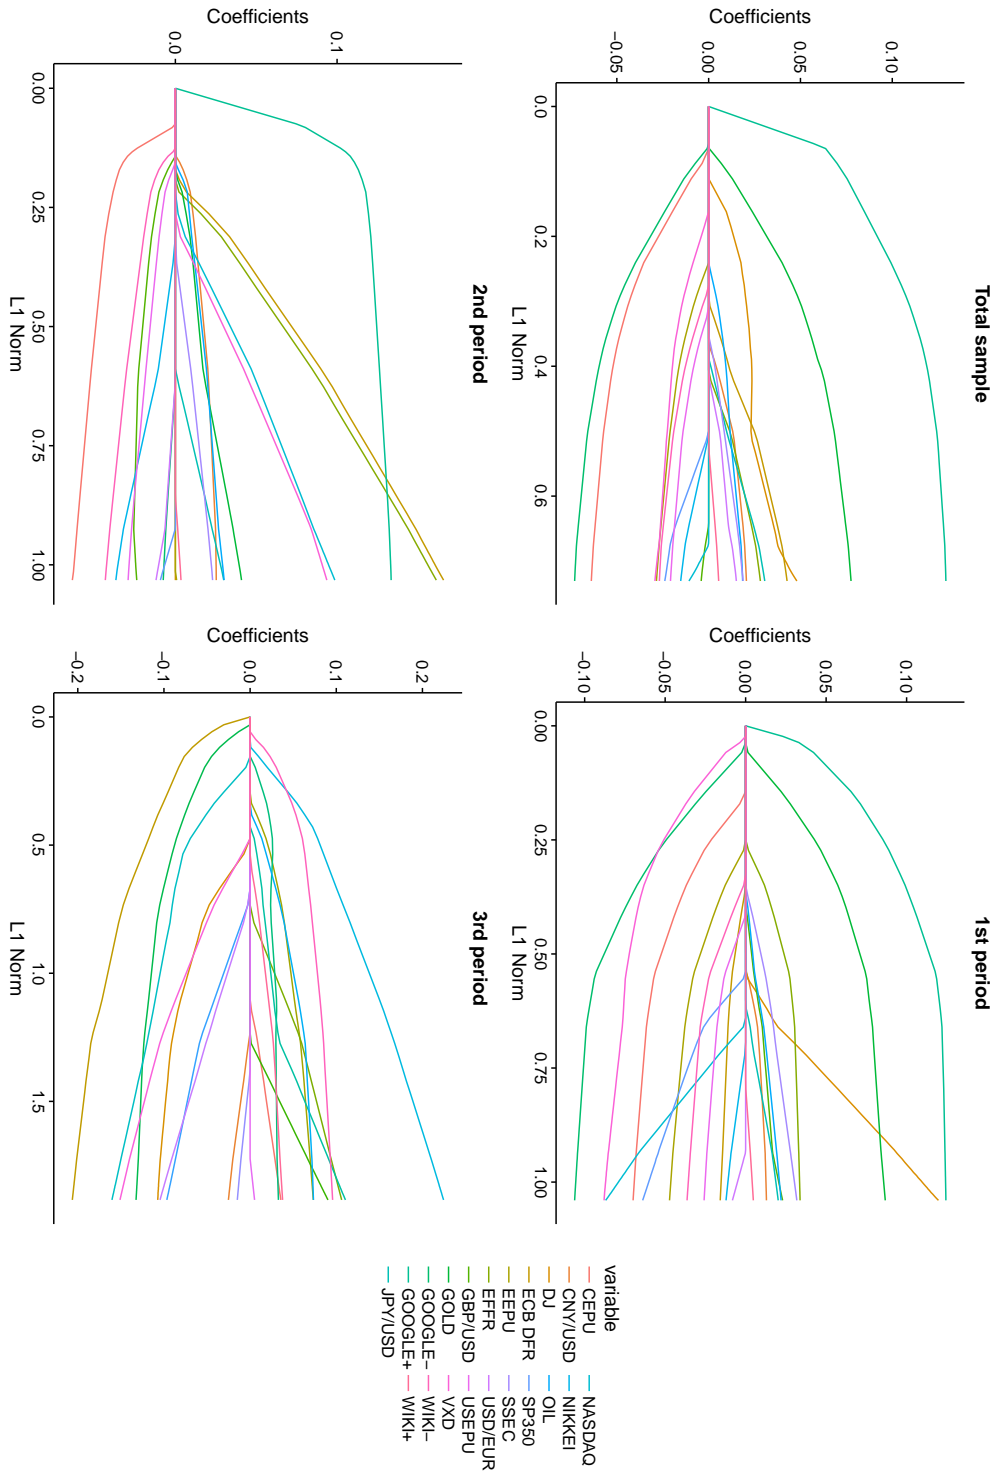 Total sample
Coefficients
−0.05
0.00
0.05
0.10
0.0
0.2
0.4
0.6
L1 Norm
1st period
Coefficients
−0.10
−0.05
0.00
0.05
0.10
0.00
0.25
0.50
0.75
1.00
L1 Norm
2nd period
Coefficients
0.0
0.1
0.00
0.25
0.50
0.75
1.00
L1 Norm
3rd period
Coefficients
−0.2
−0.1
0.0
0.1
0.2
0.0
0.5
1.0
1.5
L1 Norm
variable
CEPU
CNY/USD
DJ
ECB DFR
EEPU
EFFR
GBP/USD
GOLD
GOOGLE−
GOOGLE+
JPY/USD
NASDAQ
NIKKEI
OIL
SP350
SSEC
USD/EUR
USEPU
VXD
WIKI−
WIKI+